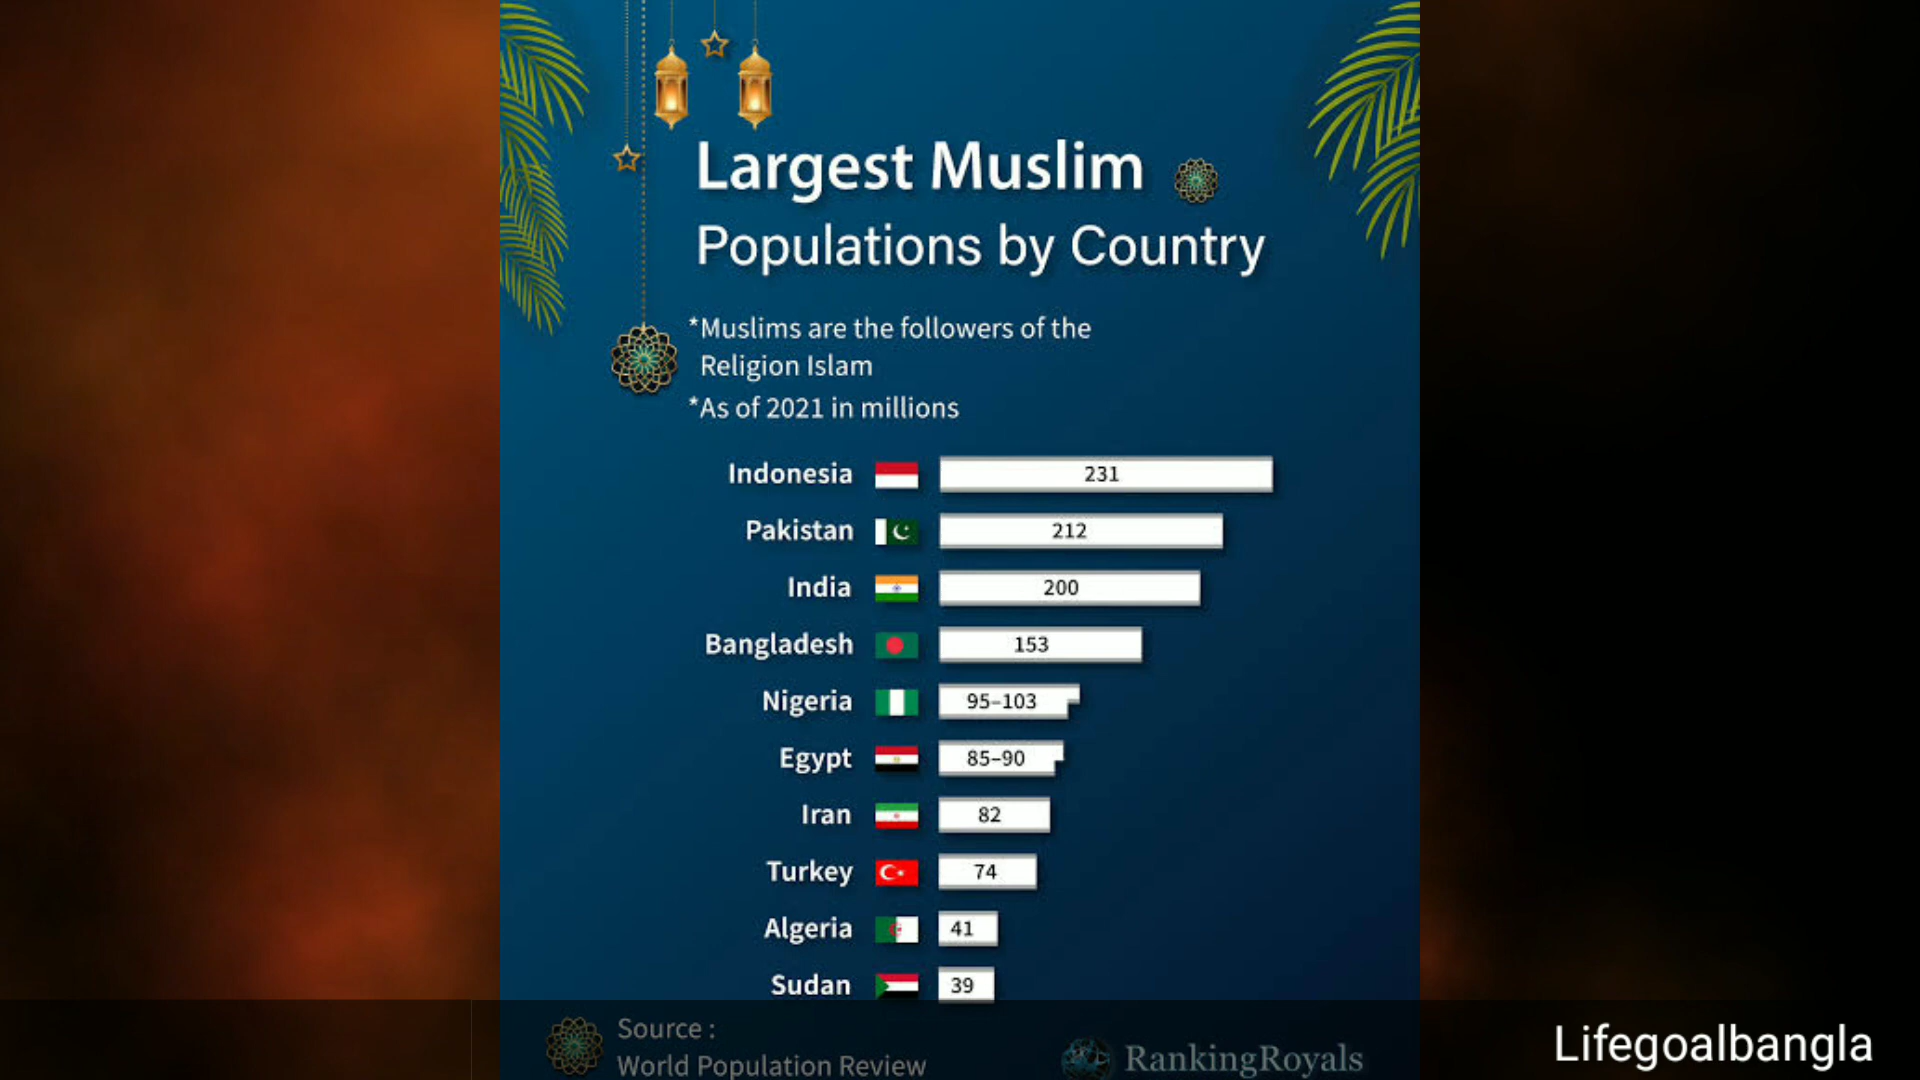 Largest Muslim
Populations by Country
*Muslims are the followers of the
Religion Islam
*As of 2021 in millions
Indonesia 231
Pakistan 212
India 200
Bangladesh 153
Nigeria 95–103
Egypt 85–90
Iran 82
Turkey 74
Algeria 41
Sudan 39
Source :
World Population Review
RankingRoyals
Lifegoalbangla